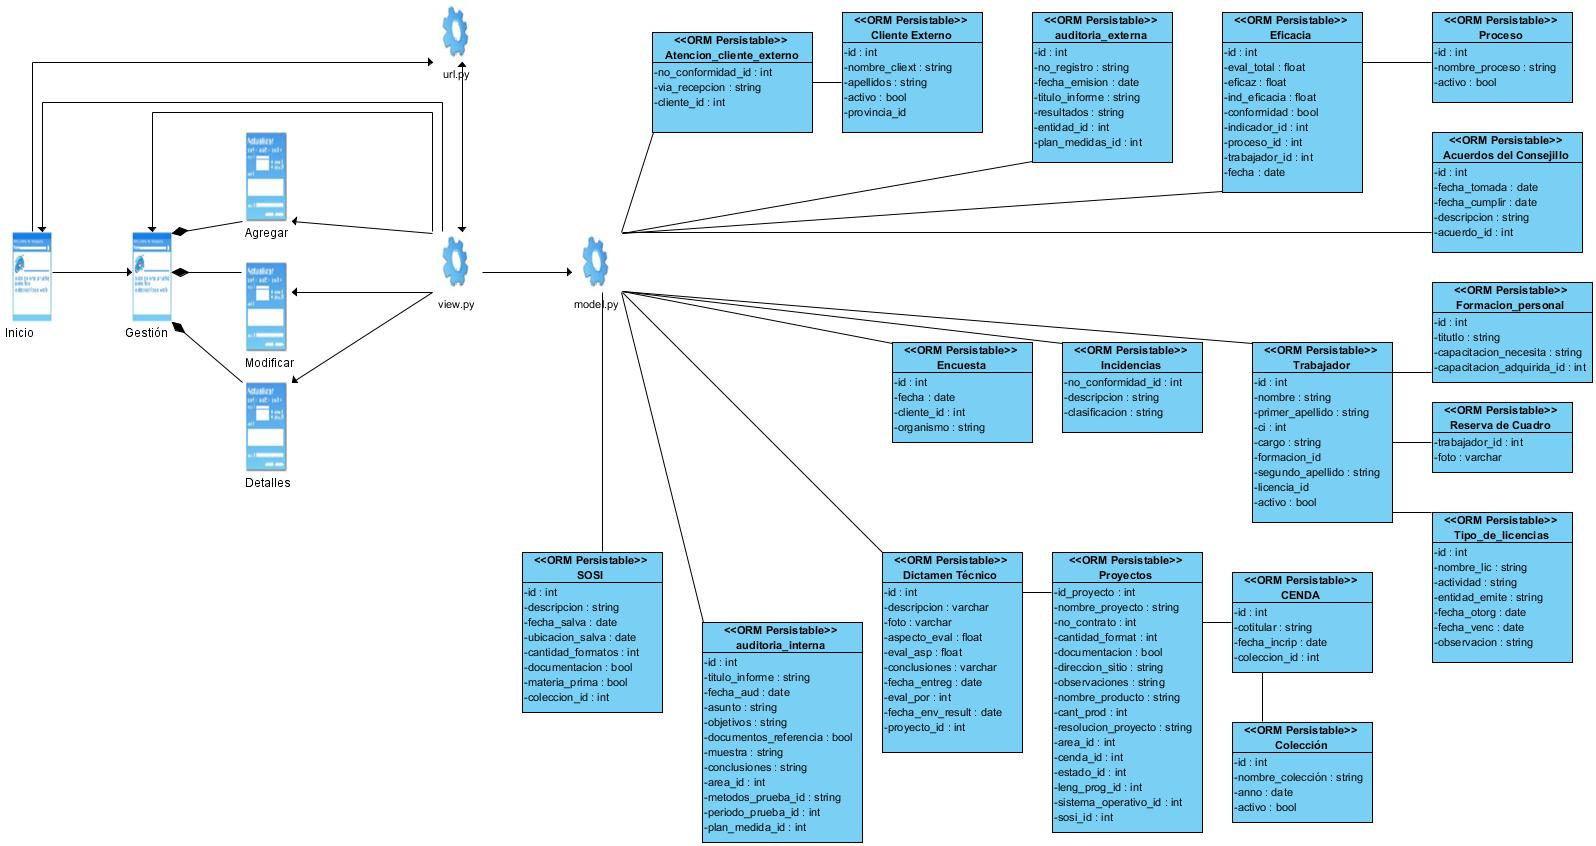 url.py
Agregar
Inicio
Gestión
view.py
model.py
Modificar
Detalles
<<ORM Persistable>>
Atencion_cliente_externo
-no_conformidad_id : int
-via_recepcion : string
-cliente_id : int
<<ORM Persistable>>
Cliente Externo
-id : int
-nombre_cliext : string
-apellidos : string
-activo : bool
-provincia_id
<<ORM Persistable>>
auditoria_externa
-id : int
-no_registro : string
-fecha_emision : date
-titulo_informe : string
-resultados : string
-entidad_id : int
-plan_medidas_id : int
<<ORM Persistable>>
Eficacia
-id : int
-eval_total : float
-eficaz : float
-ind_eficacia : float
-conformidad : bool
-indicador_id : int
-proceso_id : int
-trabajador_id : int
-fecha : date
<<ORM Persistable>>
Proceso
-id : int
-nombre_proceso : string
-activo : bool
<<ORM Persistable>>
Acuerdos del Consejillo
-id : int
-fecha_tomada : date
-fecha_cumplir : date
-descripcion : string
-acuerdo_id : int
<<ORM Persistable>>
Formacion_personal
-id : int
-titutlo : string
-capacitacion_necesita : string
-capacitacion_adquirida_id : int
<<ORM Persistable>>
Encuesta
-id : int
-fecha : date
-cliente_id : int
-organismo : string
<<ORM Persistable>>
Incidencias
-no_conformidad_id : int
-descripcion : string
-clasificacion : string
<<ORM Persistable>>
Trabajador
-id : int
-nombre : string
-primer_apellido : string
-ci : int
-cargo : string
-formacion_id
-segundo_apellido : string
-licencia_id
-activo : bool
<<ORM Persistable>>
Reserva de Cuadro
-trabajador_id : int
-foto : varchar
<<ORM Persistable>>
Tipo_de_licencias
-id : int
-nombre_lic : string
-actividad : string
-entidad_emite : string
-fecha_otorg : date
-fecha_venc : date
-observacion : string
<<ORM Persistable>>
SOSI
-id : int
-descripcion : string
-fecha_salva : date
-ubicacion_salva : date
-cantidad_formatos : int
-documentacion : bool
-materia_prima : bool
-coleccion_id : int
<<ORM Persistable>>
auditoria_interna
-id : int
-titulo_informe : string
-fecha_aud : date
-asunto : string
-objetivos : string
-documentos_referencia : bool
-muestra : string
-conclusiones : string
-area_id : int
-metodos_prueba_id : string
-periodo_prueba_id : int
-plan_medida_id : int
<<ORM Persistable>>
Dictamen Técnico
-id : int
-descripcion : varchar
-foto : varchar
-aspecto_eval : float
-eval_asp : float
-conclusiones : varchar
-fecha_entreg : date
-eval_por : int
-fecha_env_result : date
-proyecto_id : int
<<ORM Persistable>>
Proyectos
-id_proyecto : int
-nombre_proyecto : string
-no_contrato : int
-cantidad_format : int
-documentacion : bool
-direccion_sitio : string
-observaciones : string
-nombre_producto : string
-cant_prod : int
-resolucion_proyecto : string
-area_id : int
-cenda_id : int
-estado_id : int
-leng_prog_id : int
-sistema_operativo_id : int
-sosi_id : int
<<ORM Persistable>>
CENDA
-id : int
-cotitular : string
-fecha_incrip : date
-coleccion_id : int
<<ORM Persistable>>
Colección
-id : int
-nombre_colección : string
-anno : date
-activo : bool